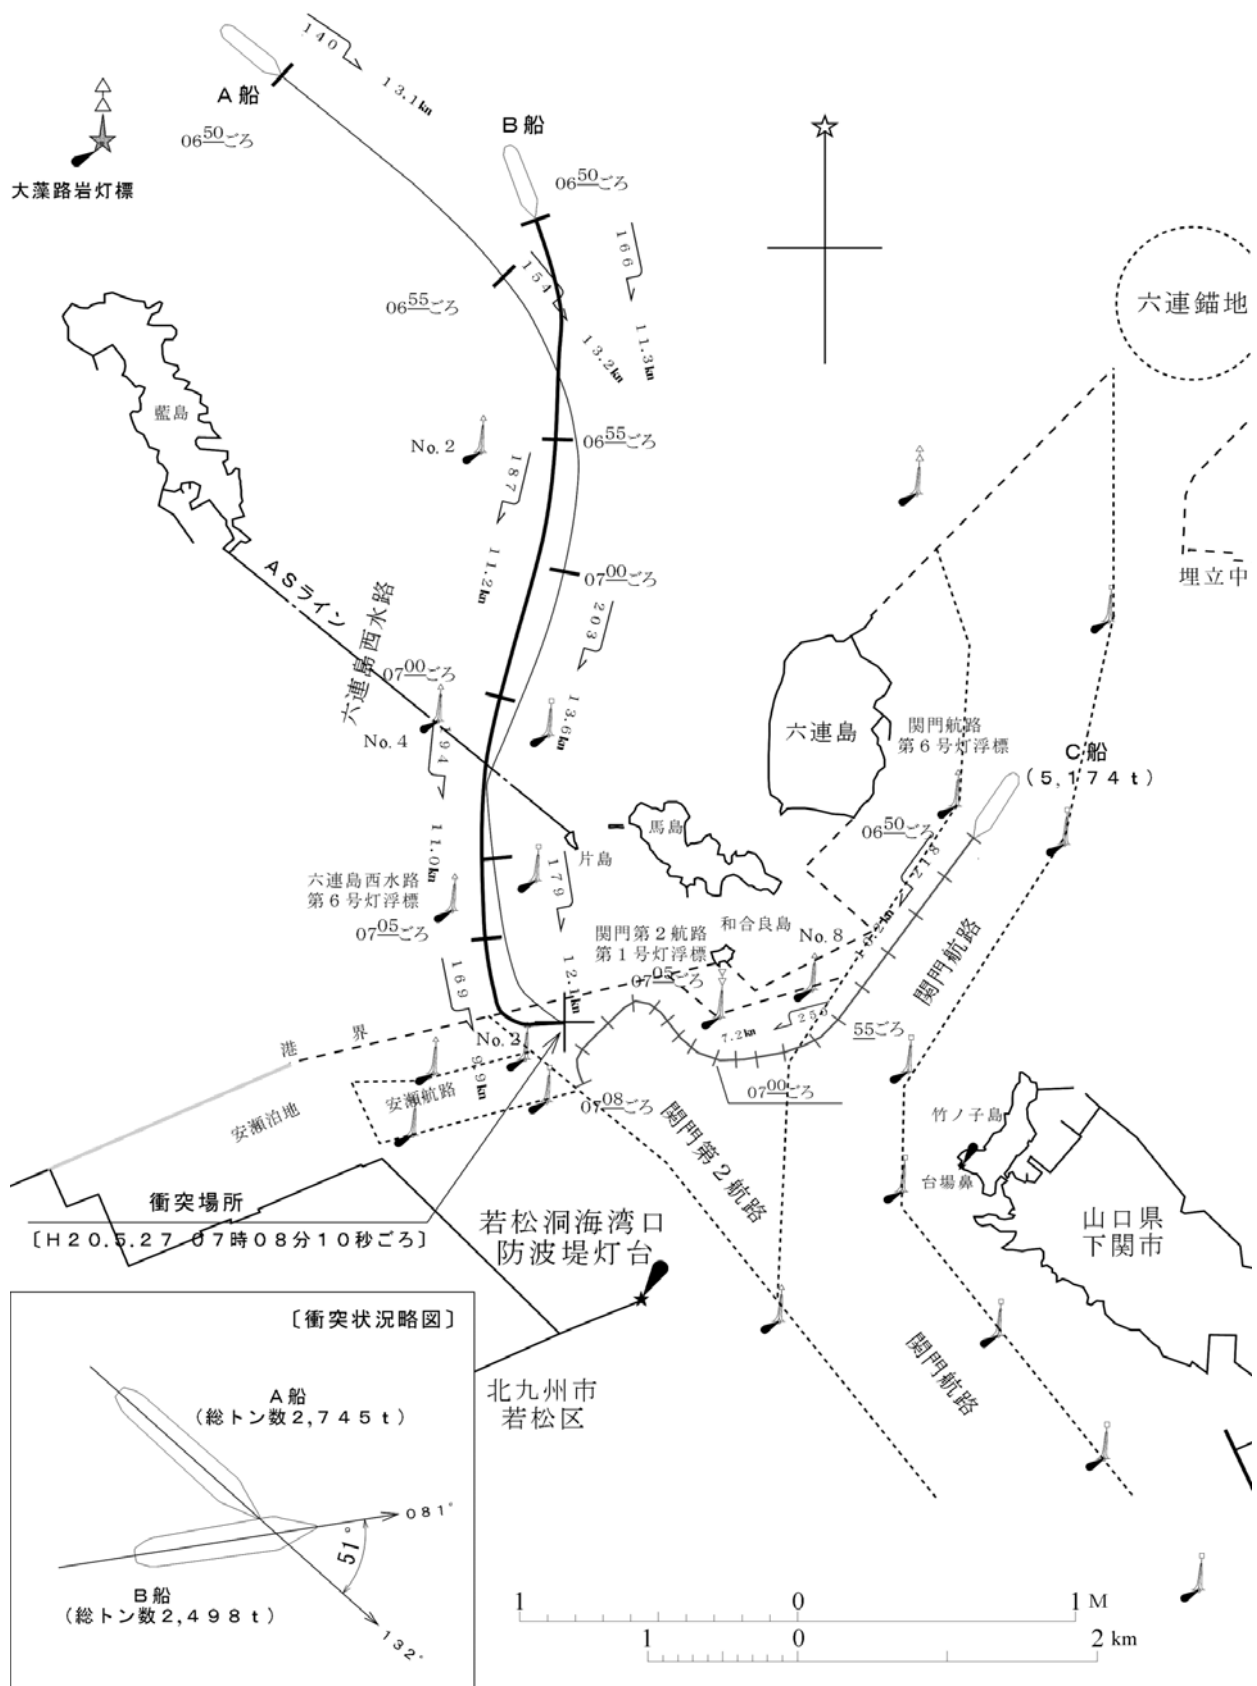 140
13.1kn
A船
0650ごろ
大藻路岩灯標
B船
0650ごろ
166
11.3kn
154
13.2kn
0655ごろ
六連錨地
藍島
No.2
0655ごろ
187
11.2kn
埋立中
ASライン
六連島西水路
0700ごろ
203
13.6kn
0700ごろ
No.4
194
11.0kn
六連島
関門航路
第6号灯浮標
C船
(5,174t)
0650ごろ
218
馬島
片島
179
12.1kn
六連島西水路
第6号灯浮標
0705ごろ
和合良島
関門第2航路
第1号灯浮標
No.8
0705ごろ
関門航路
169
9.9kn
7.2kn
55ごろ
港界
No.2
安瀬航路
安瀬泊地
0708ごろ
0700ごろ
関門第2航路
竹ノ子島
台場鼻
山口県
下関市
衝突場所
〔H20.5.27 07時08分10秒ごろ〕
若松洞海湾口
防波堤灯台
関門航路
北九州市
若松区
〔衝突状況略図〕
A船
(総トン数2,745t)
081°
51°
B船
(総トン数2,498t)
132°
1 0 1 M
1 0 2 km